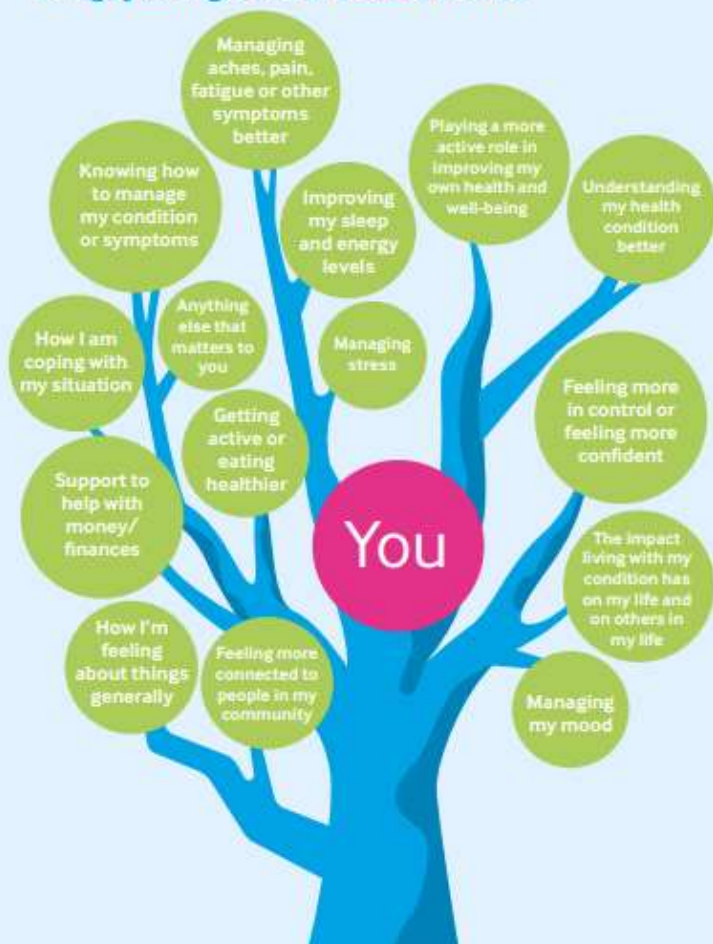 Managing
aches, pain,
fatigue or other
symptoms
better
Playing a more
active role in
improving my
own health and
well-being
Knowing how
to manage
my condition
or symptoms
Improving
my sleep
and energy
levels
Understanding
my health
condition
better
Anything
else that
matters to
you
How I am
coping with
my situation
Managing
stress
Feeling more
in control or
feeling more
confident
Getting
active or
eating
healthier
Support to
help with
money/
finances
You
The impact
living with my
condition has
on my life and
on others in
my life
How I'm
feeling
about things
generally
Feeling more
connected to
people in my
community
Managing
my mood